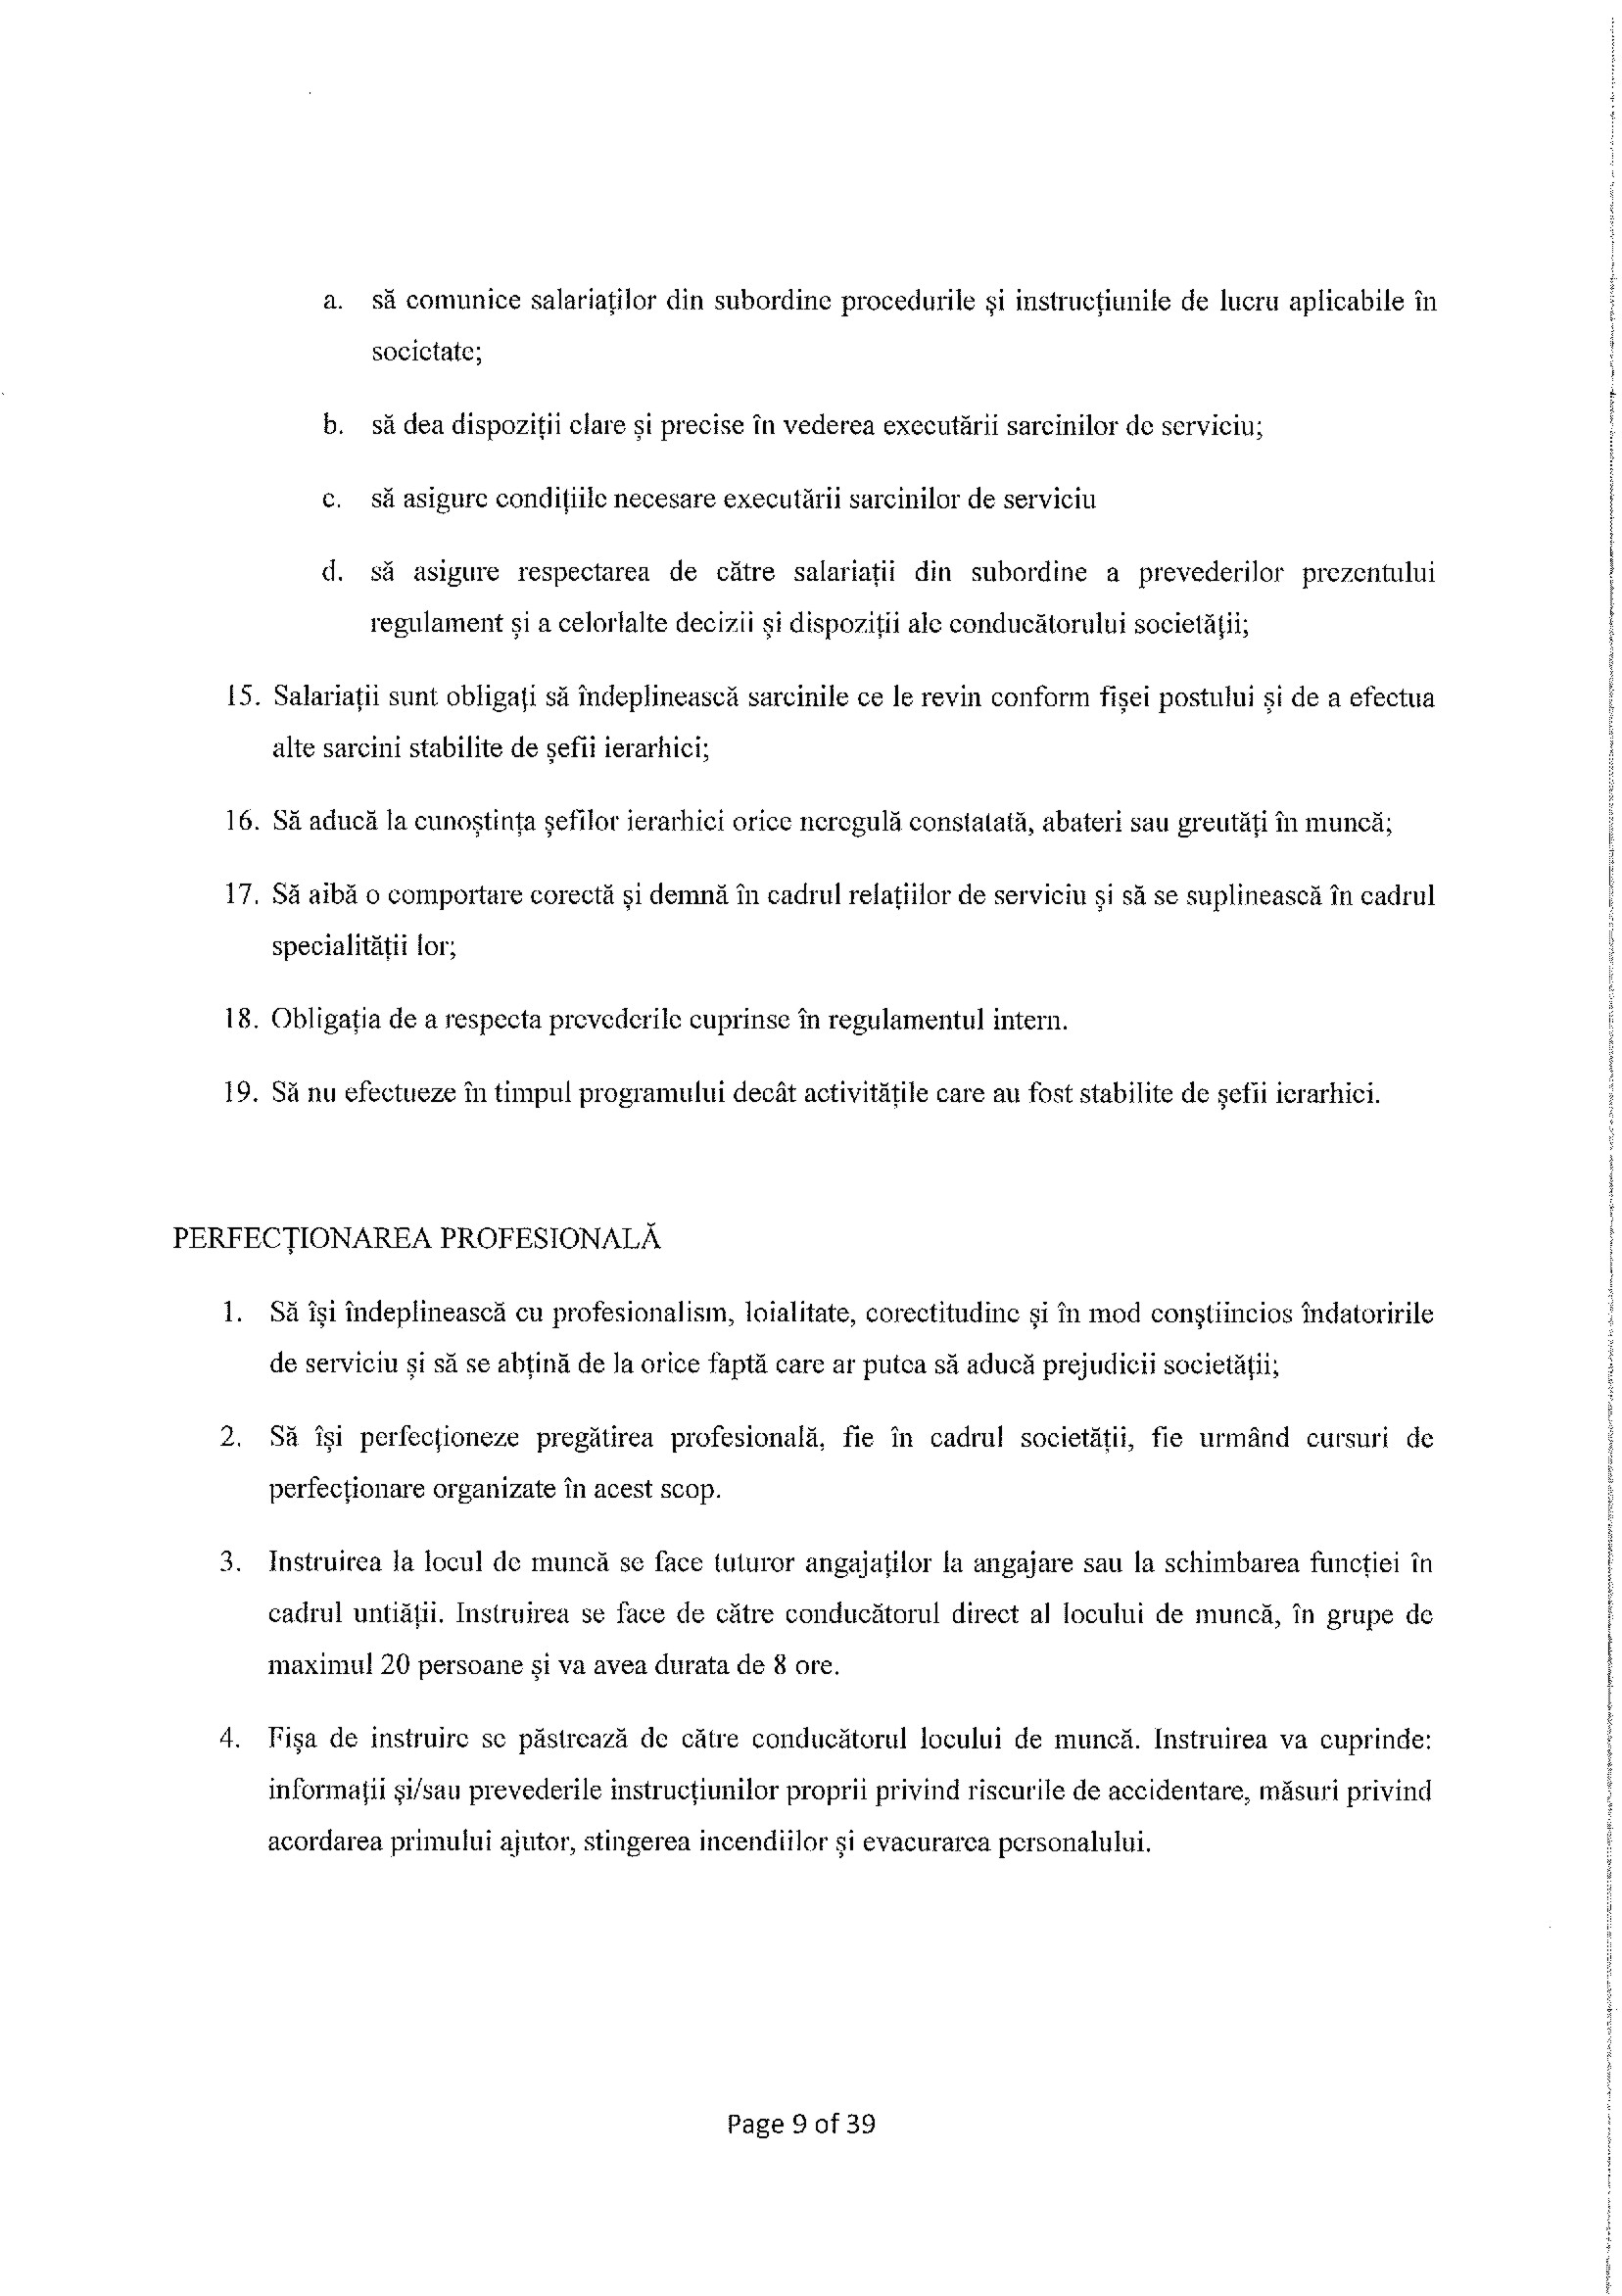 a. să comunice salariaților din subordine procedurile și instrucțiunile de lucru aplicabile în
societate;
b. să dea dispoziții clare și precise în vederea executării sarcinilor de serviciu;
c. să asigure condițiile necesare executării sarcinilor de serviciu
d. să asigure respectarea de către salariații din subordine a prevederilor prezentului
regulament și a celorlalte decizii și dispoziții ale conducătorului societății;
15. Salariații sunt obligați să îndeplinească sarcinile ce le revin conform fișei postului și de a efectua
alte sarcini stabilite de șefii ierarhici;
16. Să aducă la cunoștința șefilor ierarhici orice neregulă constatată, abateri sau greutăți în muncă;
17. Să aibă o comportare corectă și demnă în cadrul relațiilor de serviciu și să se suplinească în cadrul
specialității lor;
18. Obligația de a respecta prevederile cuprinse în regulamentul intern.
19. Să nu efectueze în timpul programului decât activitățile care au fost stabilite de șefii ierarhici.
PERFECȚIONAREA PROFESIONALĂ
1. Să își îndeplinească cu profesionalism, loialitate, corectitudine și în mod conștiincios îndatoririle
de serviciu și să se abțină de la orice faptă care ar putea să aducă prejudicii societății;
2. Să își perfecționeze pregătirea profesională, fie în cadrul societății, fie urmând cursuri de
perfecționare organizate în acest scop.
3. Instruirea la locul de muncă se face tuturor angajaților la angajare sau la schimbarea funcției în
cadrul untiății. Instruirea se face de către conducătorul direct al locului de muncă, în grupe de
maximul 20 persoane și va avea durata de 8 ore.
4. Fișa de instruire se păstrează de către conducătorul locului de muncă. Instruirea va cuprinde:
informații și/sau prevederile instrucțiunilor proprii privind riscurile de accidentare, măsuri privind
acordarea primului ajutor, stingerea incendiilor și evacurarea personalului.
Page 9 of 39